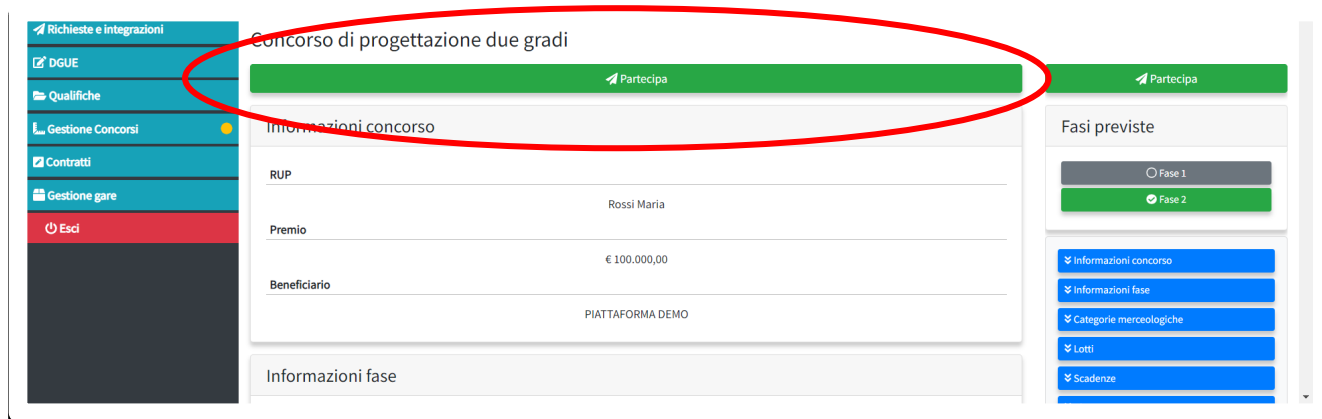 Richieste e integrazioni
DGUE
Qualifiche
Gestione Concorsi
Contratti
Gestione gare
Esci
Concorso di progettazione due gradi
Partecipa
Informazioni concorso
RUP
Rossi Maria
Premio
€ 100.000,00
Beneficiario
PIATTAFORMA DEMO
Informazioni fase
Partecipa
Fasi previste
Fase 1
Fase 2
Informazioni concorso
Informazioni fase
Categorie merceologiche
Lotti
Scadenze